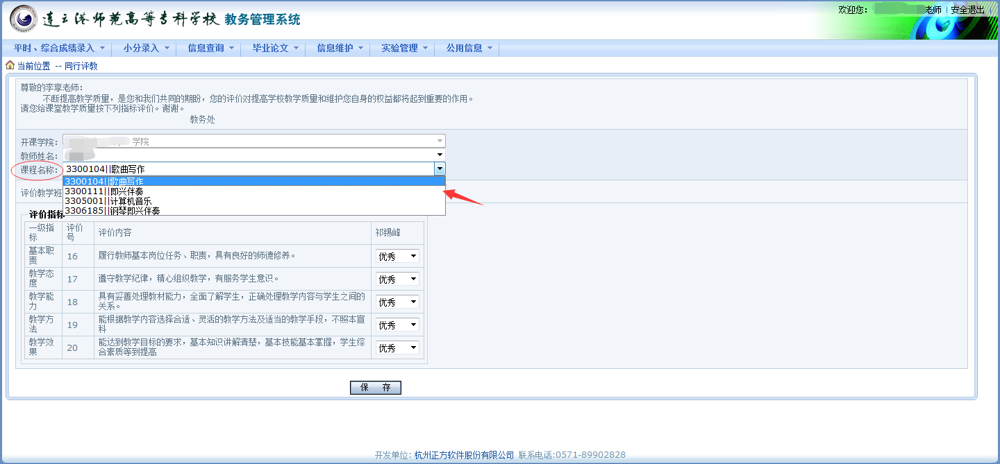 连云港师范高等专科学校 教务管理系统
欢迎您: 老师 | 安全退出
平时、综合成绩录入 小分录入 信息查询 毕业论文 信息维护 实验管理 公用信息
当前位置 -- 同行评教
尊敬的李享老师:
不断提高教学质量，是您和我们共同的期盼，您的评价对提高学校教学质量和维护您自身的权益都将起到重要的作用。
请您给课堂教学质量按下列指标评价。谢谢。
教务处
开课学院: 学院
教师姓名:
课程名称: 3300104||歌曲写作
3300104||歌曲写作
3300111||即兴伴奏
评价教学班
3305001||计算机音乐
3306185||钢琴即兴伴奏
评价指标
一级指标 评价号 评价内容 祁锡峰
基本职责 16 履行教师基本岗位任务、职责，具有良好的师德修养。 优秀
教学态度 17 遵守教学纪律，精心组织教学，有服务学生意识。 优秀
教学能力 18 具有妥善处理教材能力，全面了解学生，正确处理教学内容与学生之间的
关系。 优秀
教学方法 19 能根据教学内容选择合适、灵活的教学方法及适当的教学手段，不照本宣
科 优秀
教学效果 20 能达到教学目标的要求，基本知识讲解清楚，基本技能基本掌握，学生综
合素质等到提高 优秀
保 存
开发单位: 杭州正方软件股份有限公司 联系电话:0571-89902828